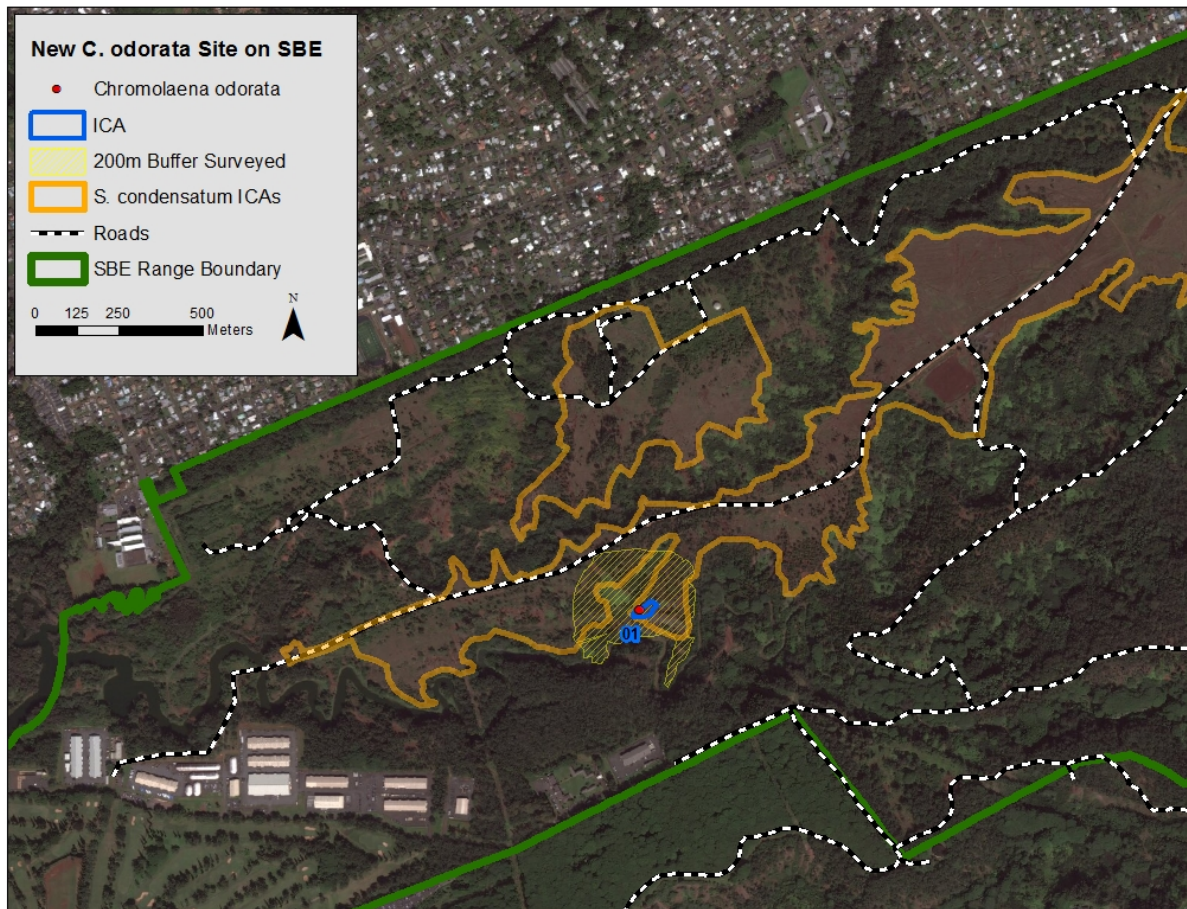 New C. odorata Site on SBE
Chromolaena odorata
ICA
200m Buffer Surveyed
S. condensatum ICAs
Roads
SBE Range Boundary
0 125 250 500
Meters
N
01